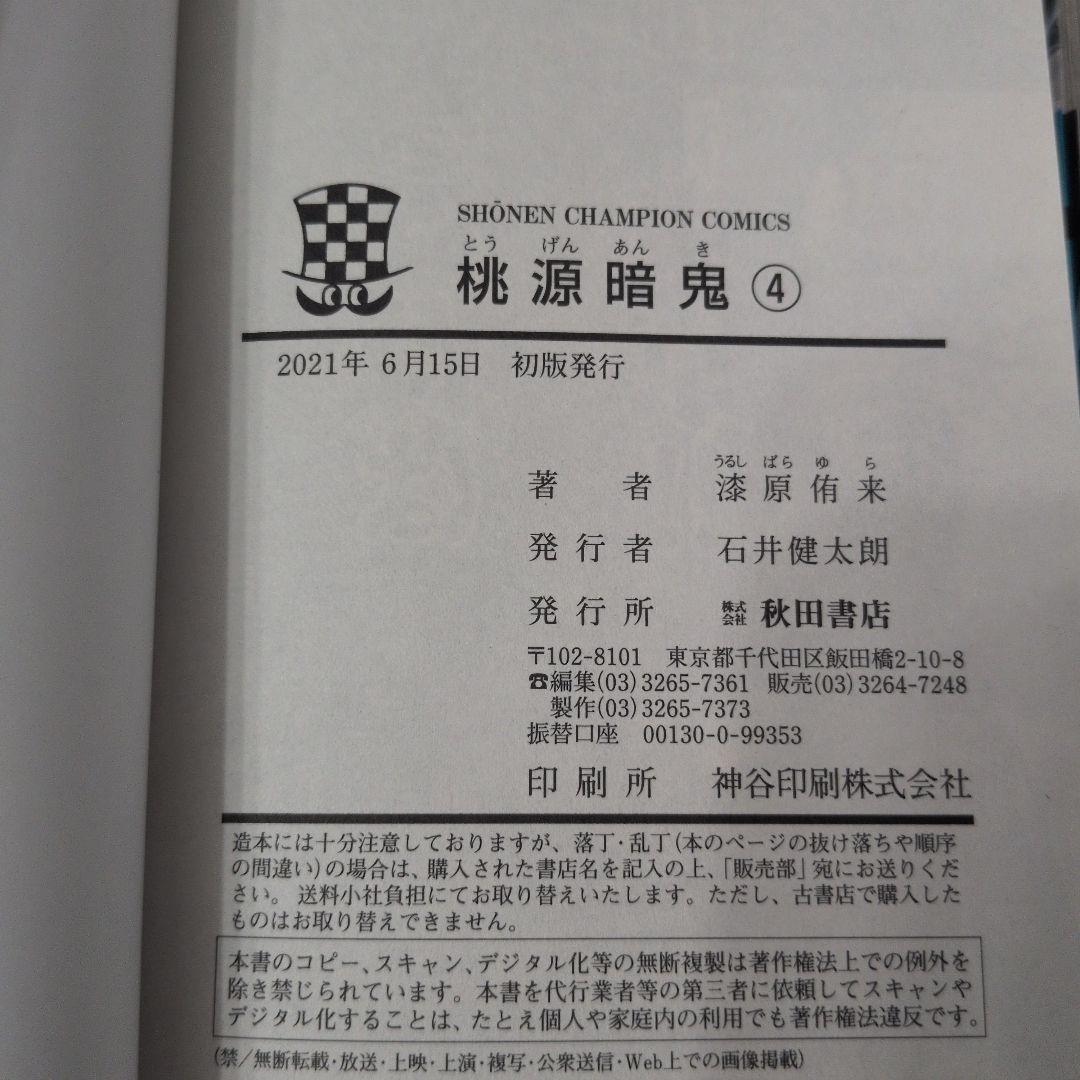 SHŌNEN CHAMPION COMICS
とう げん あん き
桃源暗鬼④
2021年 6月15日 初版発行
うるし ばら ゆ ら
著者 漆原侑来
発行者 石井健太朗
発行所 株式会社 秋田書店
〒102-8101 東京都千代田区飯田橋2-10-8
☎編集(03)3265-7361 販売(03)3264-7248
製作(03)3265-7373
振替口座 00130-0-99353
印刷所 神谷印刷株式会社
造本には十分注意しておりますが、落丁・乱丁(本のページの抜け落ちや順序
の間違い)の場合は、購入された書店名を記入の上、「販売部」宛にお送りくだ
さい。送料小社負担にてお取り替えいたします。ただし、古書店で購入した
ものはお取り替えできません。
本書のコピー、スキャン、デジタル化等の無断複製は著作権法上での例外を
除き禁じられています。本書を代行業者等の第三者に依頼してスキャンや
デジタル化することは、たとえ個人や家庭内の利用でも著作権法違反です。
(禁/無断転載・放送・上映・上演・複写・公衆送信・Web上での画像掲載)